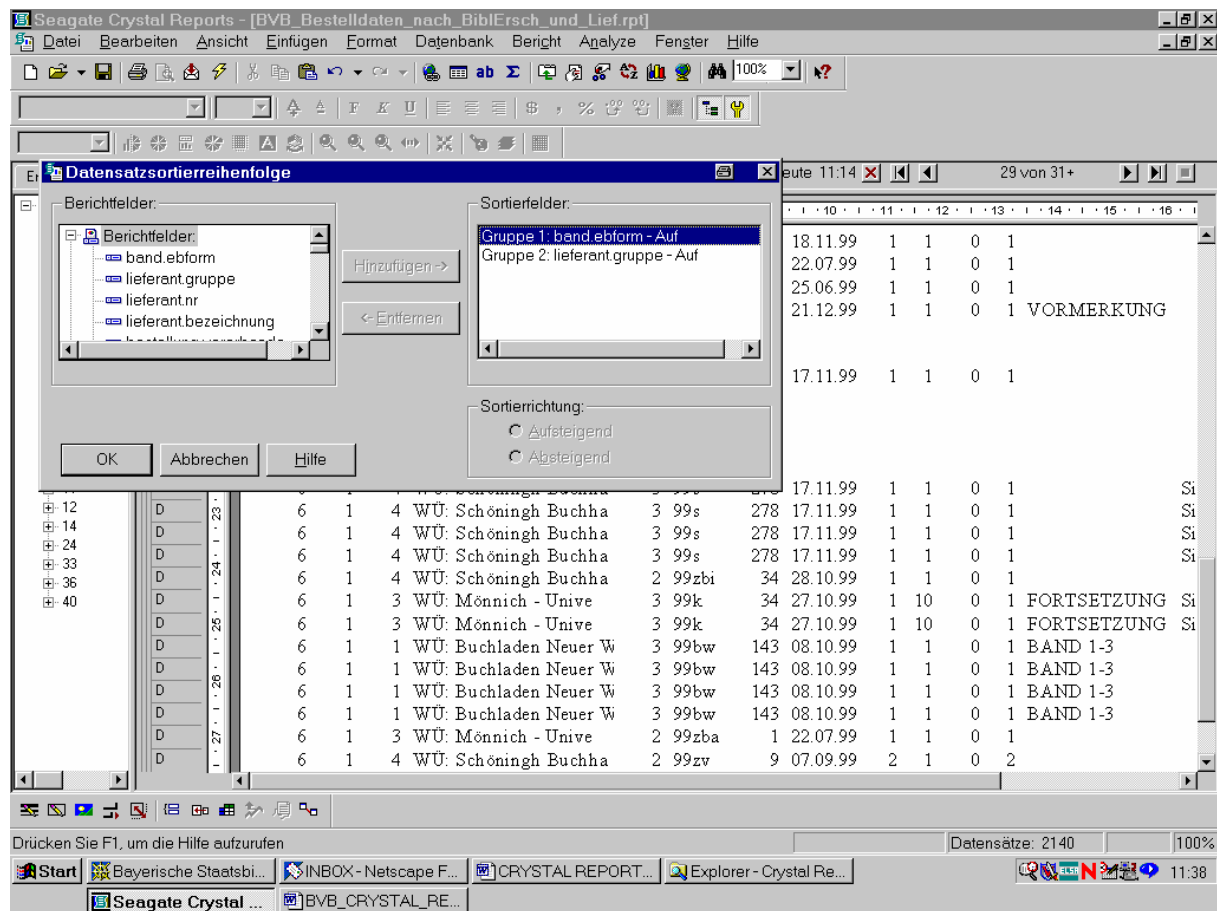 Seagate Crystal Reports - [BVB_Bestelldaten_nach_BiblErsch_und_Lief.rpt]
Datei Bearbeiten Ansicht Einfügen Format Datenbank Bericht Analyze Fenster Hilfe
100%
Datensatzsortierreihenfolge
eute 11:14 29 von 31+
Berichtfelder:
Berichtfelder:
band.ebform
lieferant.gruppe
lieferant.nr
lieferant.bezeichnung
Hinzufügen ->
<- Entfernen
Sortierfelder:
Gruppe 1: band.ebform - Auf
Gruppe 2: lieferant.gruppe - Auf
Sortierrichtung:
Aufsteigend
Absteigend
OK Abbrechen Hilfe
10 11 12 13 14 15 16
18.11.99 1 1 0 1
22.07.99 1 1 0 1
25.06.99 1 1 0 1
21.12.99 1 1 0 1 VORMERKUNG
17.11.99 1 1 0 1
17.11.99 1 1 0 1 Si
12 D 23 6 1 4 WÜ: Schöningh Buchha 3 99s 278 17.11.99 1 1 0 1 Si
14 D 6 1 4 WÜ: Schöningh Buchha 3 99s 278 17.11.99 1 1 0 1 Si
24 D 6 1 4 WÜ: Schöningh Buchha 3 99s 278 17.11.99 1 1 0 1 Si
33 D 24 6 1 4 WÜ: Schöningh Buchha 2 99zbi 34 28.10.99 1 1 0 1
36 D 6 1 3 WÜ: Mönnich - Unive 3 99k 34 27.10.99 1 10 0 1 FORTSETZUNG Si
40 D 25 6 1 3 WÜ: Mönnich - Unive 3 99k 34 27.10.99 1 10 0 1 FORTSETZUNG Si
D 6 1 1 WÜ: Buchladen Neuer W 3 99bw 143 08.10.99 1 1 0 1 BAND 1-3
D 26 6 1 1 WÜ: Buchladen Neuer W 3 99bw 143 08.10.99 1 1 0 1 BAND 1-3
D 6 1 1 WÜ: Buchladen Neuer W 3 99bw 143 08.10.99 1 1 0 1 BAND 1-3
D 6 1 1 WÜ: Buchladen Neuer W 3 99bw 143 08.10.99 1 1 0 1 BAND 1-3
D 27 6 1 3 WÜ: Mönnich - Unive 2 99zba 1 22.07.99 1 1 0 1
D 6 1 4 WÜ: Schöningh Buchha 2 99zv 9 07.09.99 2 1 0 2
Drücken Sie F1, um die Hilfe aufzurufen Datensätze: 2140 100%
Start Bayerische Staatsbi... INBOX - Netscape F... CRYSTAL REPORT... Explorer - Crystal Re... 11:38
Seagate Crystal ... BVB_CRYSTAL_RE...